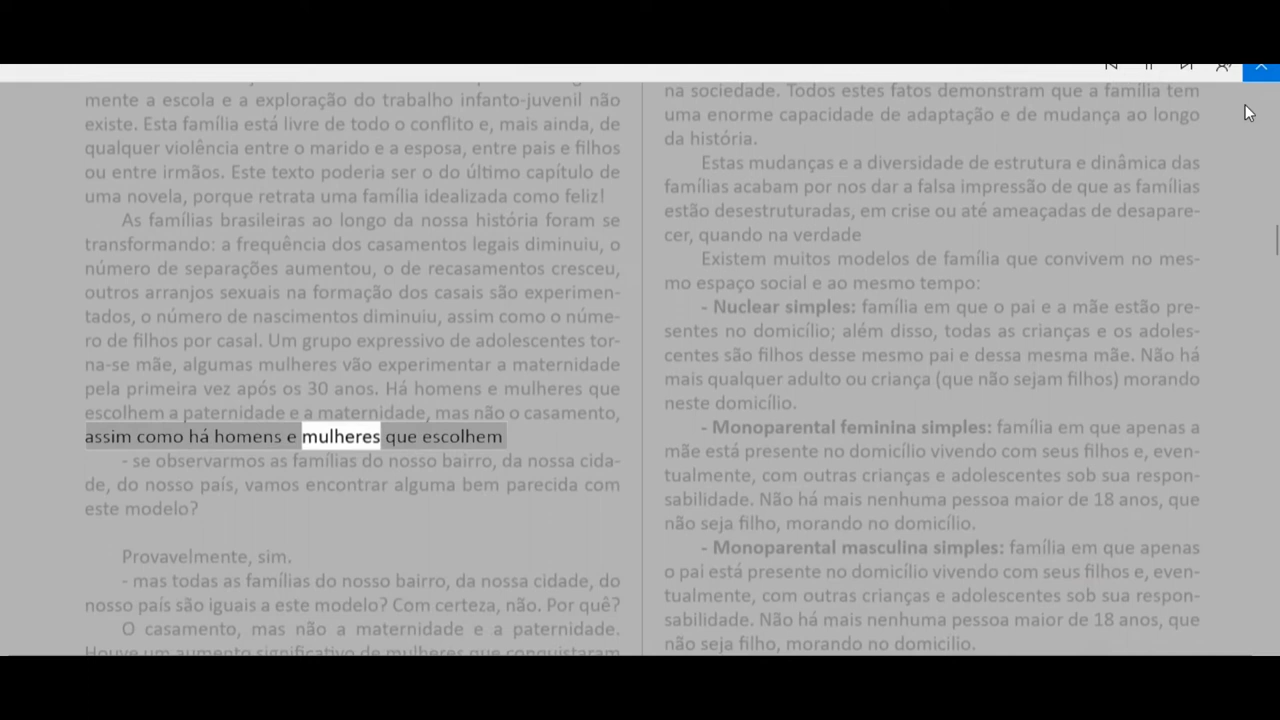 mente a escola e a exploração do trabalho infanto-juvenil não
existe. Esta família está livre de todo o conflito e, mais ainda, de
qualquer violência entre o marido e a esposa, entre pais e filhos
ou entre irmãos. Este texto poderia ser o do último capítulo de
uma novela, porque retrata uma família idealizada como feliz!
As famílias brasileiras ao longo da nossa história foram se
transformando: a frequência dos casamentos legais diminuiu, o
número de separações aumentou, o de recasamentos cresceu,
outros arranjos sexuais na formação dos casais são experimen-
tados, o número de nascimentos diminuiu, assim como o núme-
ro de filhos por casal. Um grupo expressivo de adolescentes tor-
na-se mãe, algumas mulheres vão experimentar a maternidade
pela primeira vez após os 30 anos. Há homens e mulheres que
escolhem a paternidade e a maternidade, mas não o casamento,
assim como há homens e mulheres que escolhem
- se observarmos as famílias do nosso bairro, da nossa cida-
de, do nosso país, vamos encontrar alguma bem parecida com
este modelo?
Provavelmente, sim.
- mas todas as famílias do nosso bairro, da nossa cidade, do
nosso país são iguais a este modelo? Com certeza, não. Por quê?
O casamento, mas não a maternidade e a paternidade.
Houve um aumento significativo de mulheres que conquistaram
na sociedade. Todos estes fatos demonstram que a família tem
uma enorme capacidade de adaptação e de mudança ao longo
da história.
Estas mudanças e a diversidade de estrutura e dinâmica das
famílias acabam por nos dar a falsa impressão de que as famílias
estão desestruturadas, em crise ou até ameaçadas de desapare-
cer, quando na verdade
Existem muitos modelos de família que convivem no mes-
mo espaço social e ao mesmo tempo:
- Nuclear simples: família em que o pai e a mãe estão pre-
sentes no domicílio; além disso, todas as crianças e os adoles-
centes são filhos desse mesmo pai e dessa mesma mãe. Não há
mais qualquer adulto ou criança (que não sejam filhos) morando
neste domicílio.
- Monoparental feminina simples: família em que apenas a
mãe está presente no domicílio vivendo com seus filhos e, even-
tualmente, com outras crianças e adolescentes sob sua respon-
sabilidade. Não há mais nenhuma pessoa maior de 18 anos, que
não seja filho, morando no domicílio.
- Monoparental masculina simples: família em que apenas
o pai está presente no domicílio vivendo com seus filhos e, even-
tualmente, com outras crianças e adolescentes sob sua respon-
sabilidade. Não há mais nenhuma pessoa maior de 18 anos, que
não seja filho, morando no domicilio.